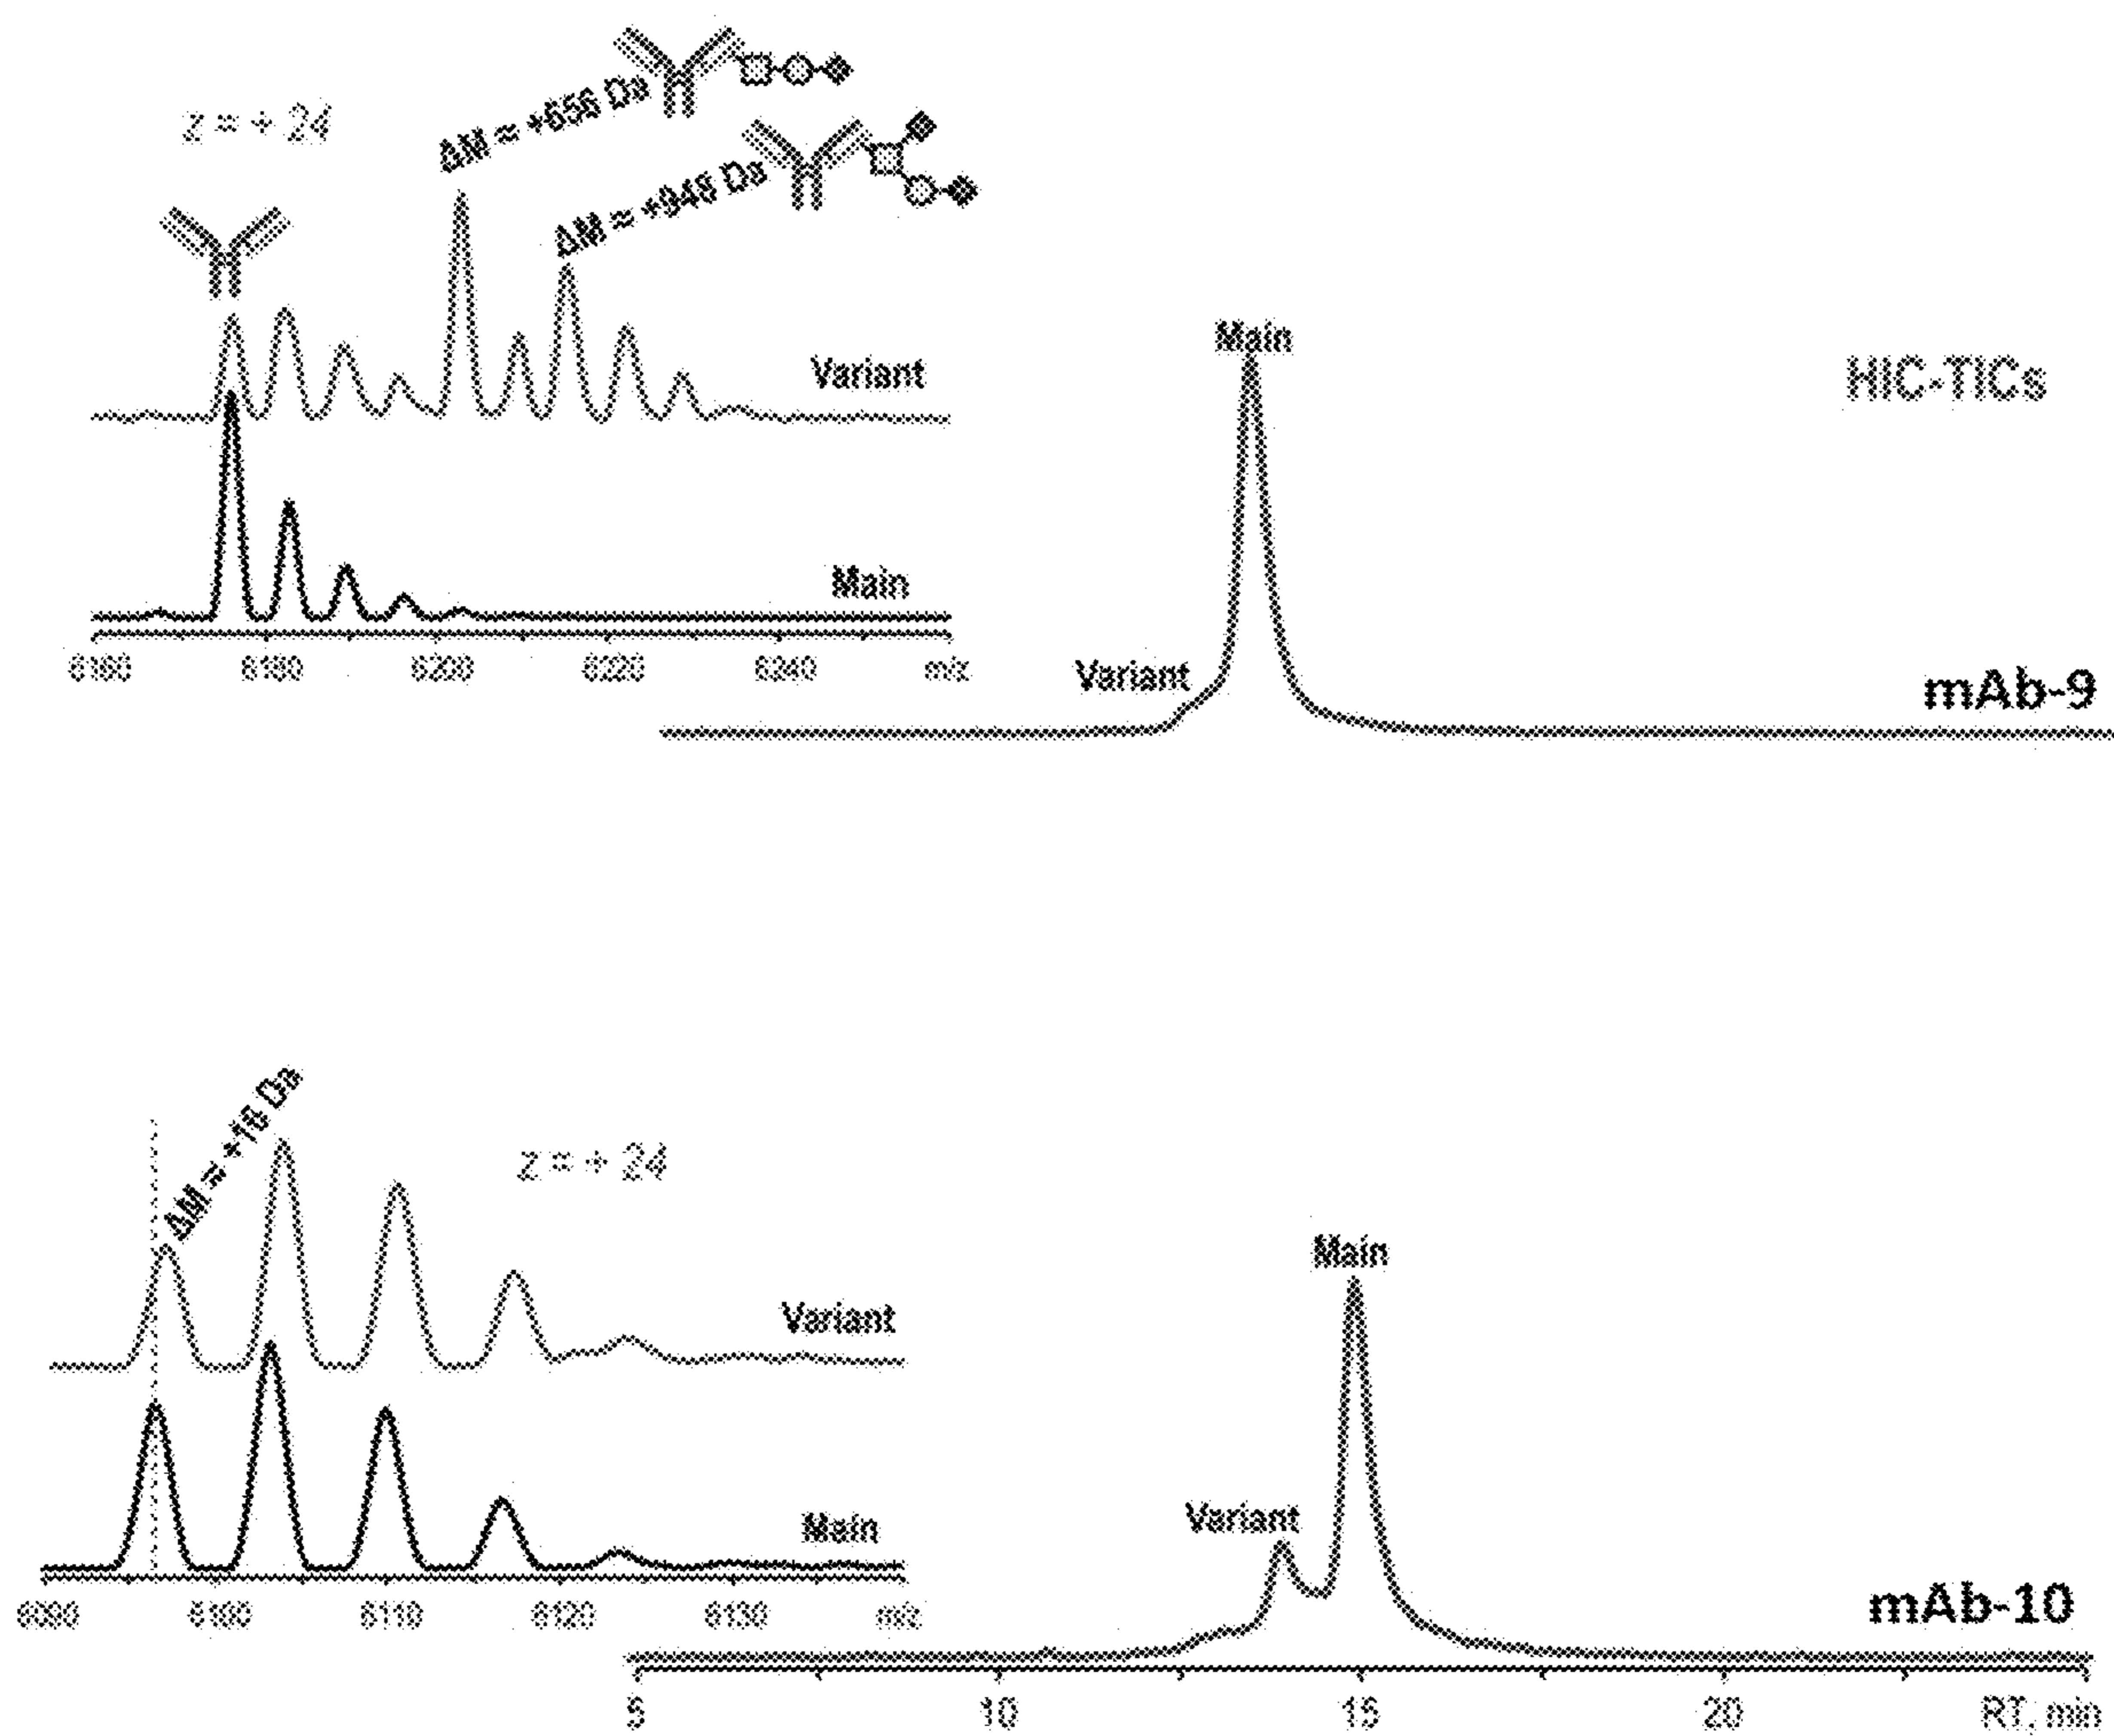 z = + 24
ΔM ≈ +656 Da
ΔM ≈ +948 Da
Variant
Main
6160 6180 6200 6220 6240 m/z
Main
HIC-TICs
Variant
mAb-9
ΔM ≈ +16 Da
z = + 24
Variant
Main
6090 6100 6110 6120 6130 m/z
Main
Variant
mAb-10
5 10 15 20 RT, min